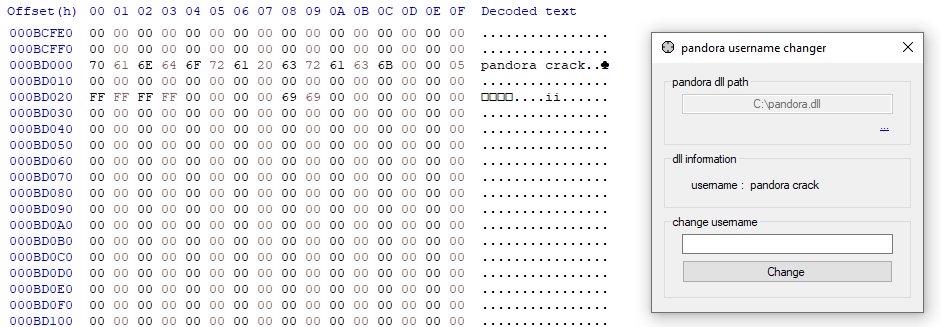 Offset(h) 00 01 02 03 04 05 06 07 08 09 0A 0B 0C 0D 0E 0F Decoded text
000BCFE0 00 00 00 00 00 00 00 00 00 00 00 00 00 00 00 00 ................
000BCFF0 00 00 00 00 00 00 00 00 00 00 00 00 00 00 00 00 ................
000BD000 70 61 6E 64 6F 72 61 20 63 72 61 63 6B 00 00 05 pandora crack..♣
000BD010 00 00 00 00 00 00 00 00 00 00 00 00 00 00 00 00 ................
000BD020 FF FF FF FF 00 00 00 00 69 69 00 00 00 00 00 00 □□□□....ii......
000BD030 00 00 00 00 00 00 00 00 00 00 00 00 00 00 00 00 ................
000BD040 00 00 00 00 00 00 00 00 00 00 00 00 00 00 00 00 ................
000BD050 00 00 00 00 00 00 00 00 00 00 00 00 00 00 00 00 ................
000BD060 00 00 00 00 00 00 00 00 00 00 00 00 00 00 00 00 ................
000BD070 00 00 00 00 00 00 00 00 00 00 00 00 00 00 00 00 ................
000BD080 00 00 00 00 00 00 00 00 00 00 00 00 00 00 00 00 ................
000BD090 00 00 00 00 00 00 00 00 00 00 00 00 00 00 00 00 ................
000BD0A0 00 00 00 00 00 00 00 00 00 00 00 00 00 00 00 00 ................
000BD0B0 00 00 00 00 00 00 00 00 00 00 00 00 00 00 00 00 ................
000BD0C0 00 00 00 00 00 00 00 00 00 00 00 00 00 00 00 00 ................
000BD0D0 00 00 00 00 00 00 00 00 00 00 00 00 00 00 00 00 ................
000BD0E0 00 00 00 00 00 00 00 00 00 00 00 00 00 00 00 00 ................
000BD0F0 00 00 00 00 00 00 00 00 00 00 00 00 00 00 00 00 ................
000BD100 00 00 00 00 00 00 00 00 00 00 00 00 00 00 00 00 ................
pandora username changer
pandora dll path
C:\pandora.dll
...
dll information
username : pandora crack
change username
Change